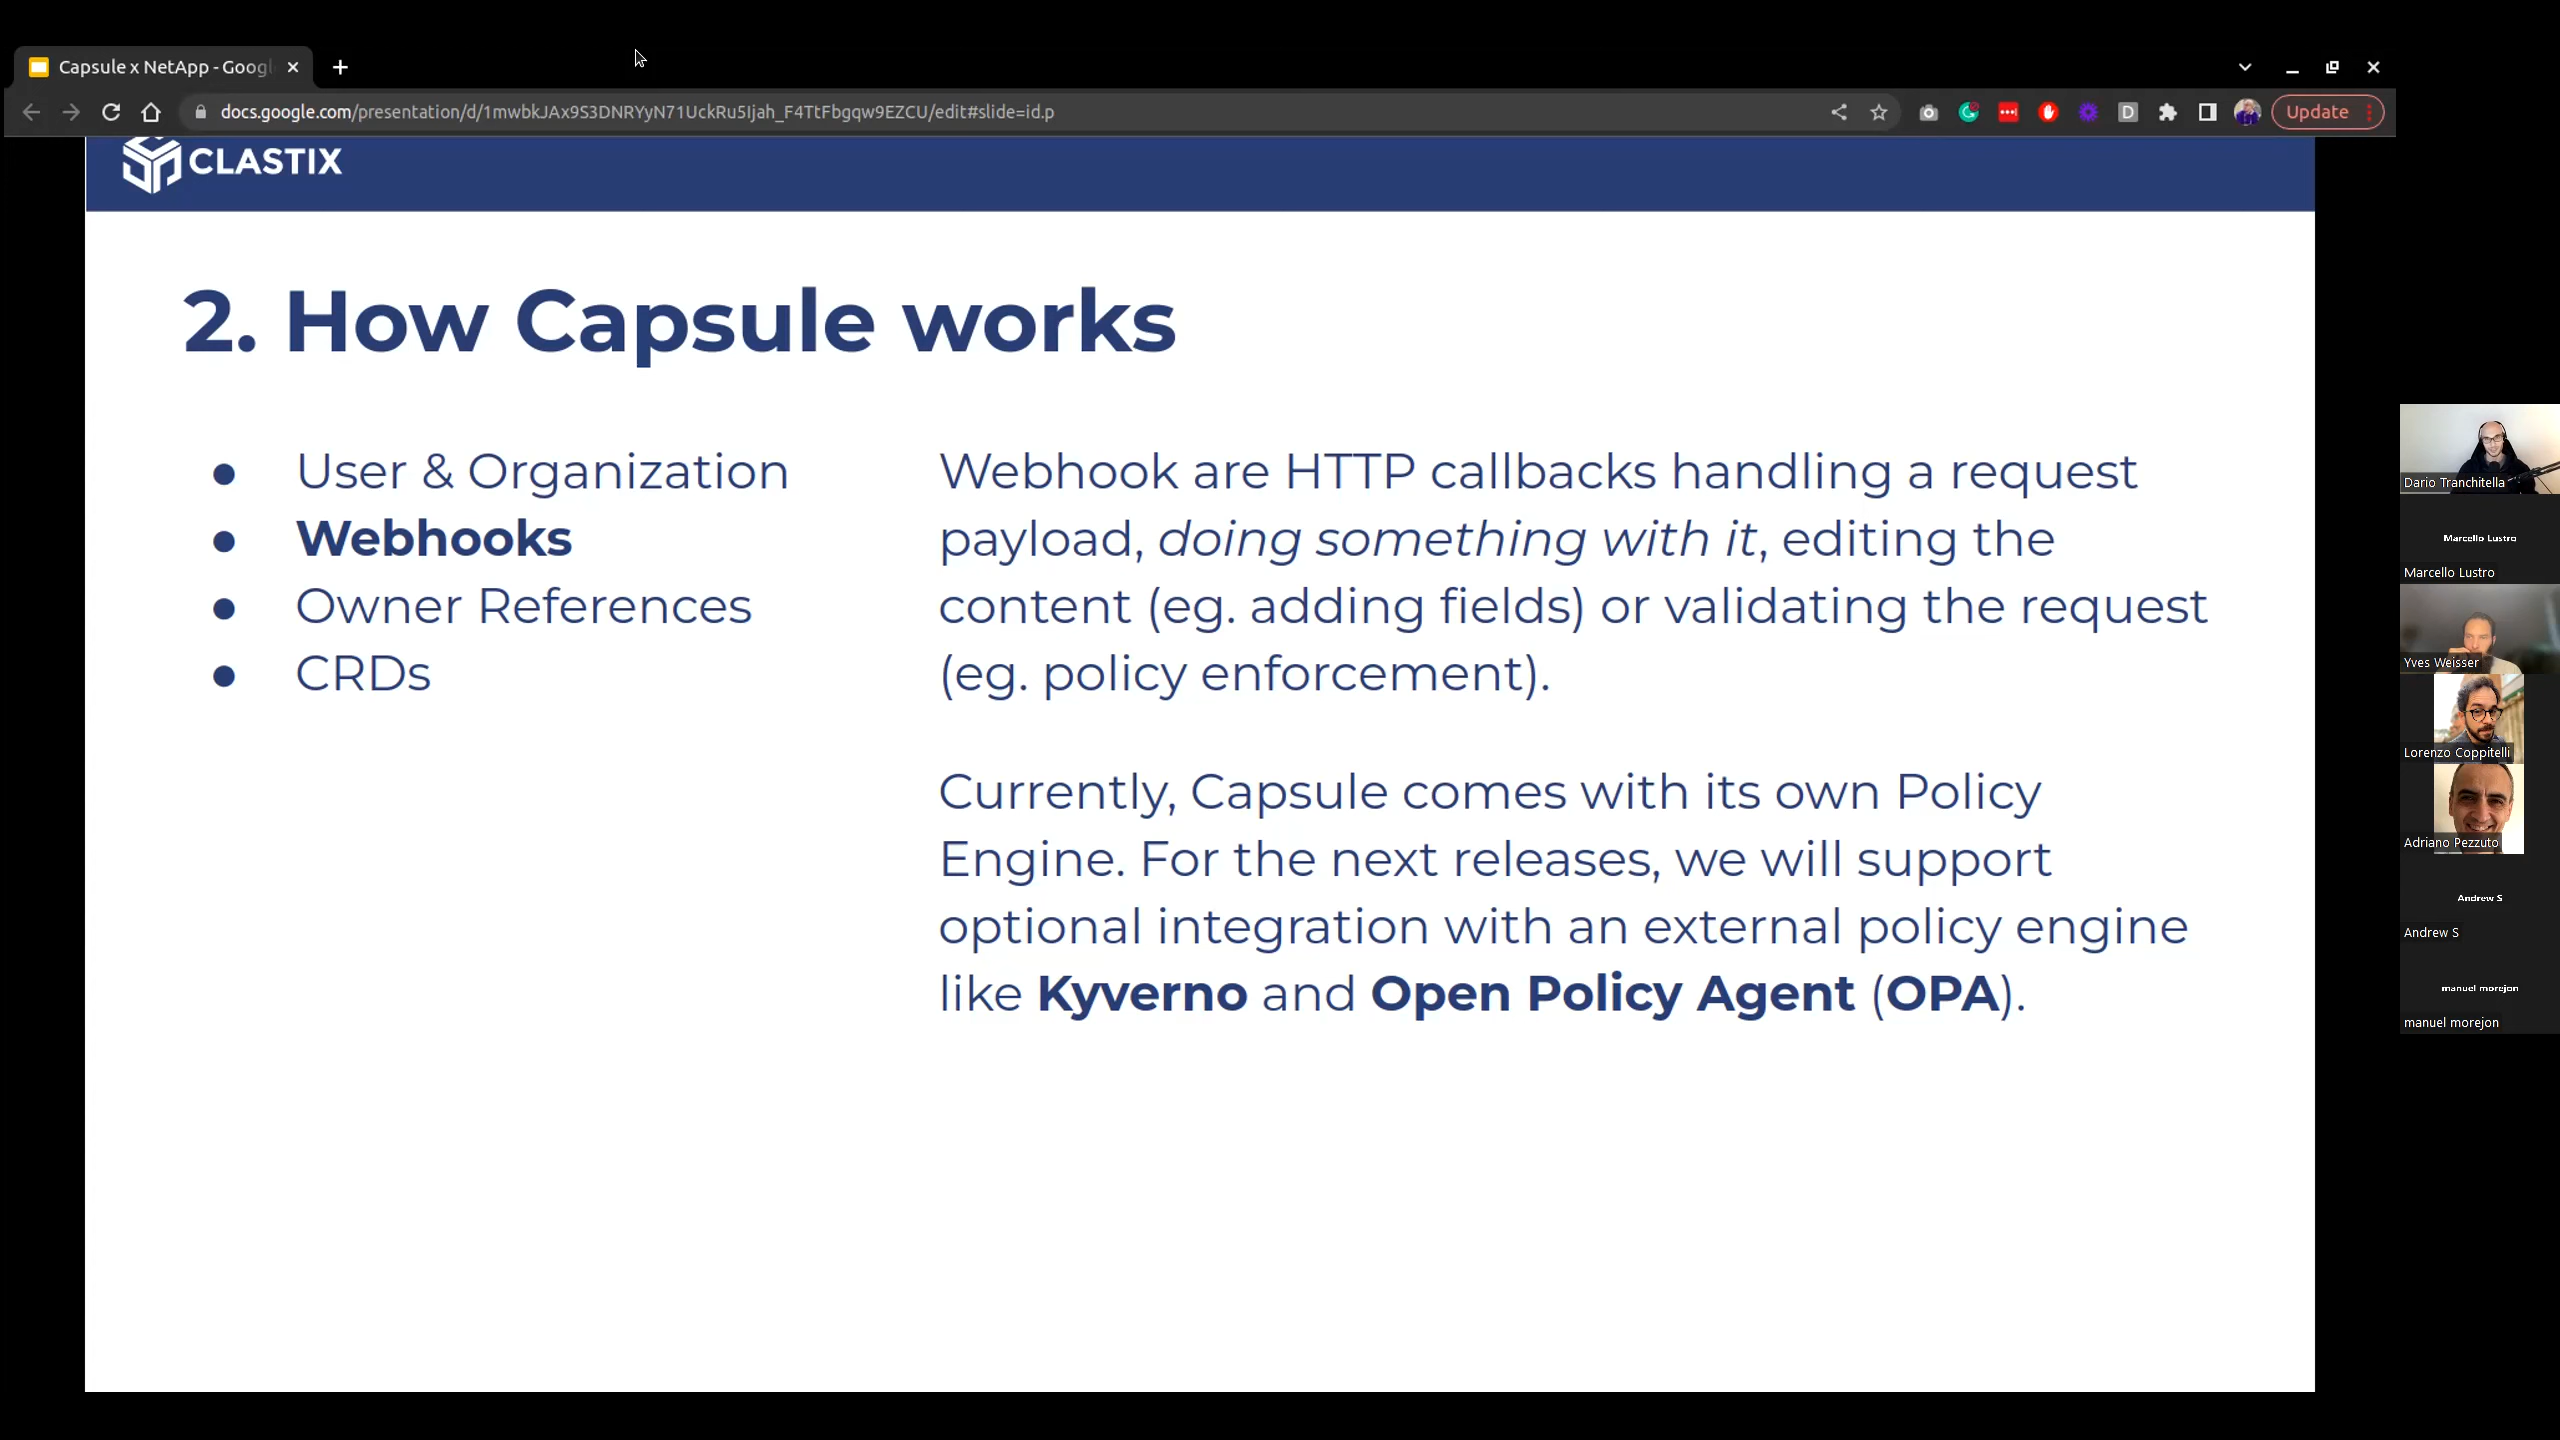 Capsule x NetApp - Googl
docs.google.com/presentation/d/1mwbkJAx9S3DNRYyN71UckRu5Ijah_F4TtFbgqw9EZCU/edit#slide=id.p
Update
CLASTIX
2. How Capsule works
● User & Organization
● Webhooks
● Owner References
● CRDs
Webhook are HTTP callbacks handling a request
payload, doing something with it, editing the
content (eg. adding fields) or validating the request
(eg. policy enforcement).
Currently, Capsule comes with its own Policy
Engine. For the next releases, we will support
optional integration with an external policy engine
like Kyverno and Open Policy Agent (OPA).
Dario Tranchitella
Marcello Lustro
Marcello Lustro
Yves Weisser
Lorenzo Coppitelli
Adriano Pezzuto
Andrew S
Andrew S
manuel morejon
manuel morejon